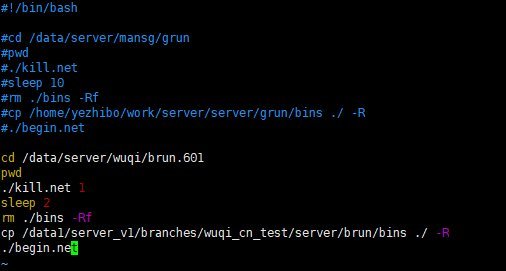 #!/bin/bash
#cd /data/server/mansg/grun
#pwd
#./kill.net
#sleep 10
#rm ./bins -Rf
#cp /home/yezhibo/work/server/server/grun/bins ./ -R
#./begin.net
cd /data/server/wuqi/brun.601
pwd
./kill.net 1
sleep 2
rm ./bins -Rf
cp /data1/server_v1/branches/wuqi_cn_test/server/brun/bins ./ -R
./begin.net
~